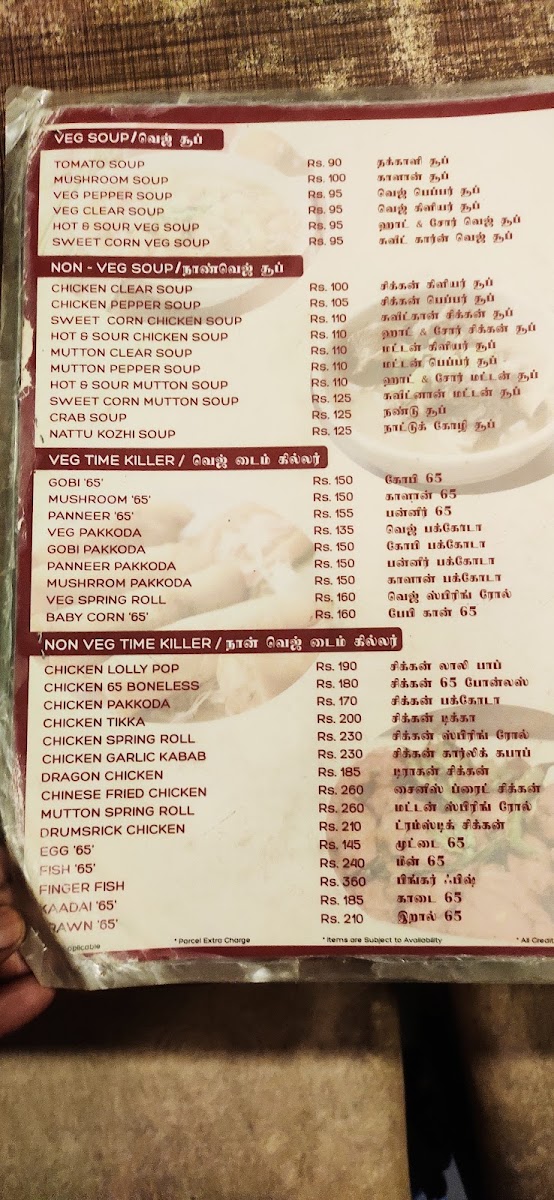 VEG SOUP/வெஜ் சூப்
TOMATO SOUP Rs. 90 தக்காளி சூப்
MUSHROOM SOUP Rs. 100 காளான் சூப்
VEG PEPPER SOUP Rs. 95 வெஜ் பெப்பர் சூப்
VEG CLEAR SOUP Rs. 95 வெஜ் கிளியர் சூப்
HOT & SOUR VEG SOUP Rs. 95 ஹாட் & சோர் வெஜ் சூப்
SWEET CORN VEG SOUP Rs. 95 சுவிட் கார்ன் வெஜ் சூப்
NON - VEG SOUP/நாண்வெஜ் சூப்
CHICKEN CLEAR SOUP Rs. 100 சிக்கன் கிளியர் சூப்
CHICKEN PEPPER SOUP Rs. 105 சிக்கன் பெப்பர் சூப்
SWEET CORN CHICKEN SOUP Rs. 110 சுவிட்கான் சிக்கன் சூப்
HOT & SOUR CHICKEN SOUP Rs. 110 ஹாட் & சோர் சிக்கன் சூப்
MUTTON CLEAR SOUP Rs. 110 மட்டன் கிளியர் சூப்
MUTTON PEPPER SOUP Rs. 110 மட்டன் பெப்பர் சூப்
HOT & SOUR MUTTON SOUP Rs. 110 ஹாட் & சோர் மட்டன் சூப்
SWEET CORN MUTTON SOUP Rs. 125 மட்டன் சூப்
CRAB SOUP Rs. 125 நண்டு சூப்
NATTU KOZHI SOUP Rs. 125 நாட்டுக் கோழி சூப்
VEG TIME KILLER / வெஜ் டைம் கில்லர்
GOBI '65' Rs. 150 கோபி 65
MUSHROOM '65' Rs. 150 காளான் 65
PANNEER '65' Rs. 155 பன்னீர் 65
VEG PAKKODA Rs. 135 வெஜ் பக்கோடா
GOBI PAKKODA Rs. 150 கோபி பக்கோடா
PANNEER PAKKODA Rs. 150 பன்னீர் பக்கோடா
MUSHRROM PAKKODA Rs. 150 காளான் பக்கோடா
VEG SPRING ROLL Rs. 160 வெஜ் ஸ்பிரிங் ரோல்
BABY CORN '65' Rs. 160 பேபி கான் 65
NON VEG TIME KILLER / நான் வெஜ் டைம் கில்லர்
CHICKEN LOLLY POP Rs. 190 சிக்கன் லாலி பாப்
CHICKEN 65 BONELESS Rs. 180 சிக்கன் 65 போன்லஸ்
CHICKEN PAKKODA Rs. 170 சிக்கன் பக்கோடா
CHICKEN TIKKA Rs. 200 சிக்கன் டிக்கா
CHICKEN SPRING ROLL Rs. 230 சிக்கன் ஸ்பிரிங் ரோல்
CHICKEN GARLIC KABAB Rs. 230 சிக்கன் கார்லிக் கபாப்
DRAGON CHICKEN Rs. 185 டிராகன் சிக்கன்
CHINESE FRIED CHICKEN Rs. 260 சைனிஸ் ப்ரைட் சிக்கன்
MUTTON SPRING ROLL Rs. 260 மட்டன் ஸ்பிரிங் ரோல்
DRUMSRICK CHICKEN Rs. 210 ட்ரம்ஸ்டிக் சிக்கன்
EGG '65' Rs. 145 முட்டை 65
FISH '65' Rs. 240 மீன் 65
FINGER FISH Rs. 360 பிங்கர் ஃபிஷ்
KAADAI '65' Rs. 185 காடை 65
RAWN '65' Rs. 210 இறால் 65
applicable * Parcel Extra Charge * Items are Subject to Availability * All Credit